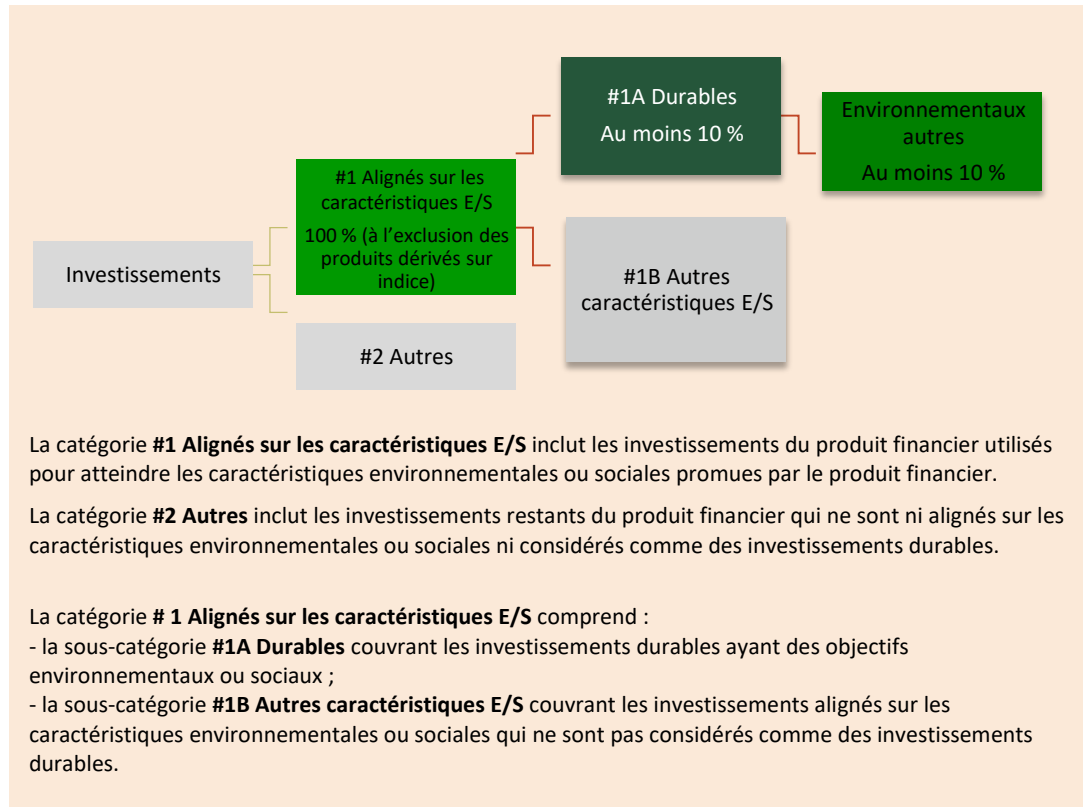 #1A Durables
Au moins 10 %
Environnementaux
autres
Au moins 10 %
#1 Alignés sur les
caractéristiques E/S
100 % (à l’exclusion des
produits dérivés sur
indice)
Investissements
#1B Autres
caractéristiques E/S
#2 Autres
La catégorie #1 Alignés sur les caractéristiques E/S inclut les investissements du produit financier utilisés
pour atteindre les caractéristiques environnementales ou sociales promues par le produit financier.
La catégorie #2 Autres inclut les investissements restants du produit financier qui ne sont ni alignés sur les
caractéristiques environnementales ou sociales ni considérés comme des investissements durables.
La catégorie # 1 Alignés sur les caractéristiques E/S comprend :
- la sous-catégorie #1A Durables couvrant les investissements durables ayant des objectifs
environnementaux ou sociaux ;
- la sous-catégorie #1B Autres caractéristiques E/S couvrant les investissements alignés sur les
caractéristiques environnementales ou sociales qui ne sont pas considérés comme des investissements
durables.